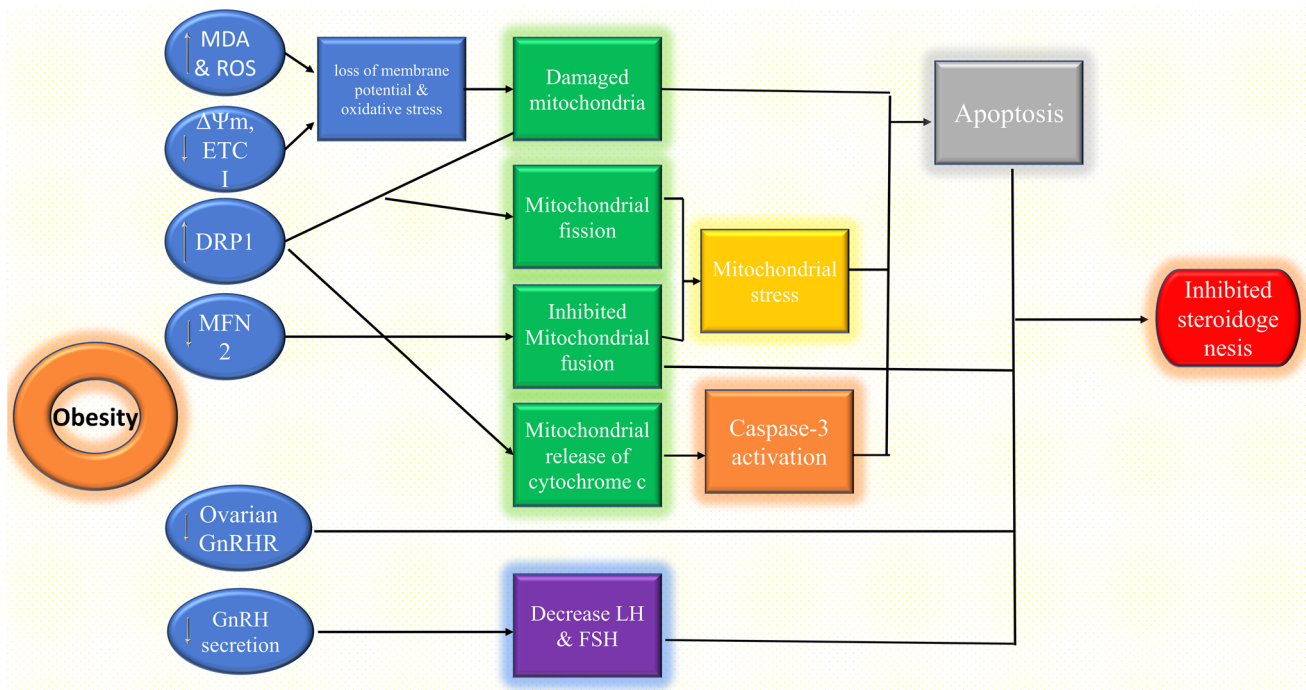 MDA
& ROS
ΔΨm,
ETC
I
DRP1
MFN
2
Obesity
Ovarian
GnRHR
GnRH
secretion
loss of membrane
potential &
oxidative stress
Damaged
mitochondria
Mitochondrial
fission
Inhibited
Mitochondrial
fusion
Mitochondrial
release of
cytochrome c
Decrease LH
& FSH
Mitochondrial
stress
Caspase-3
activation
Apoptosis
Inhibited
steroidoge
nesis